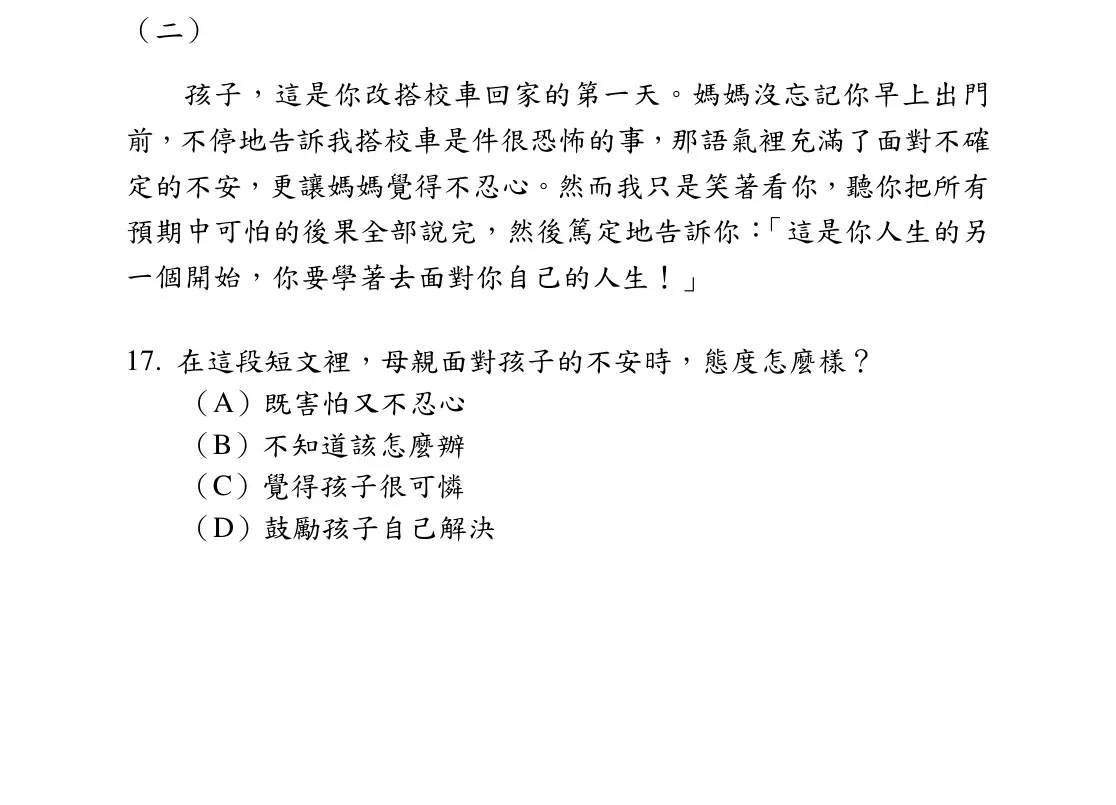 （二）
孩子，這是你改搭校車回家的第一天。媽媽沒忘記你早上出門
前，不停地告訴我搭校車是件很恐怖的事，那語氣裡充滿了面對不確
定的不安，更讓媽媽覺得不忍心。然而我只是笑著看你，聽你把所有
預期中可怕的後果全部說完，然後篤定地告訴你：「這是你人生的另
一個開始，你要學著去面對你自己的人生！」
17. 在這段短文裡，母親面對孩子的不安時，態度怎麼樣？
（A）既害怕又不忍心
（B）不知道該怎麼辦
（C）覺得孩子很可憐
（D）鼓勵孩子自己解決